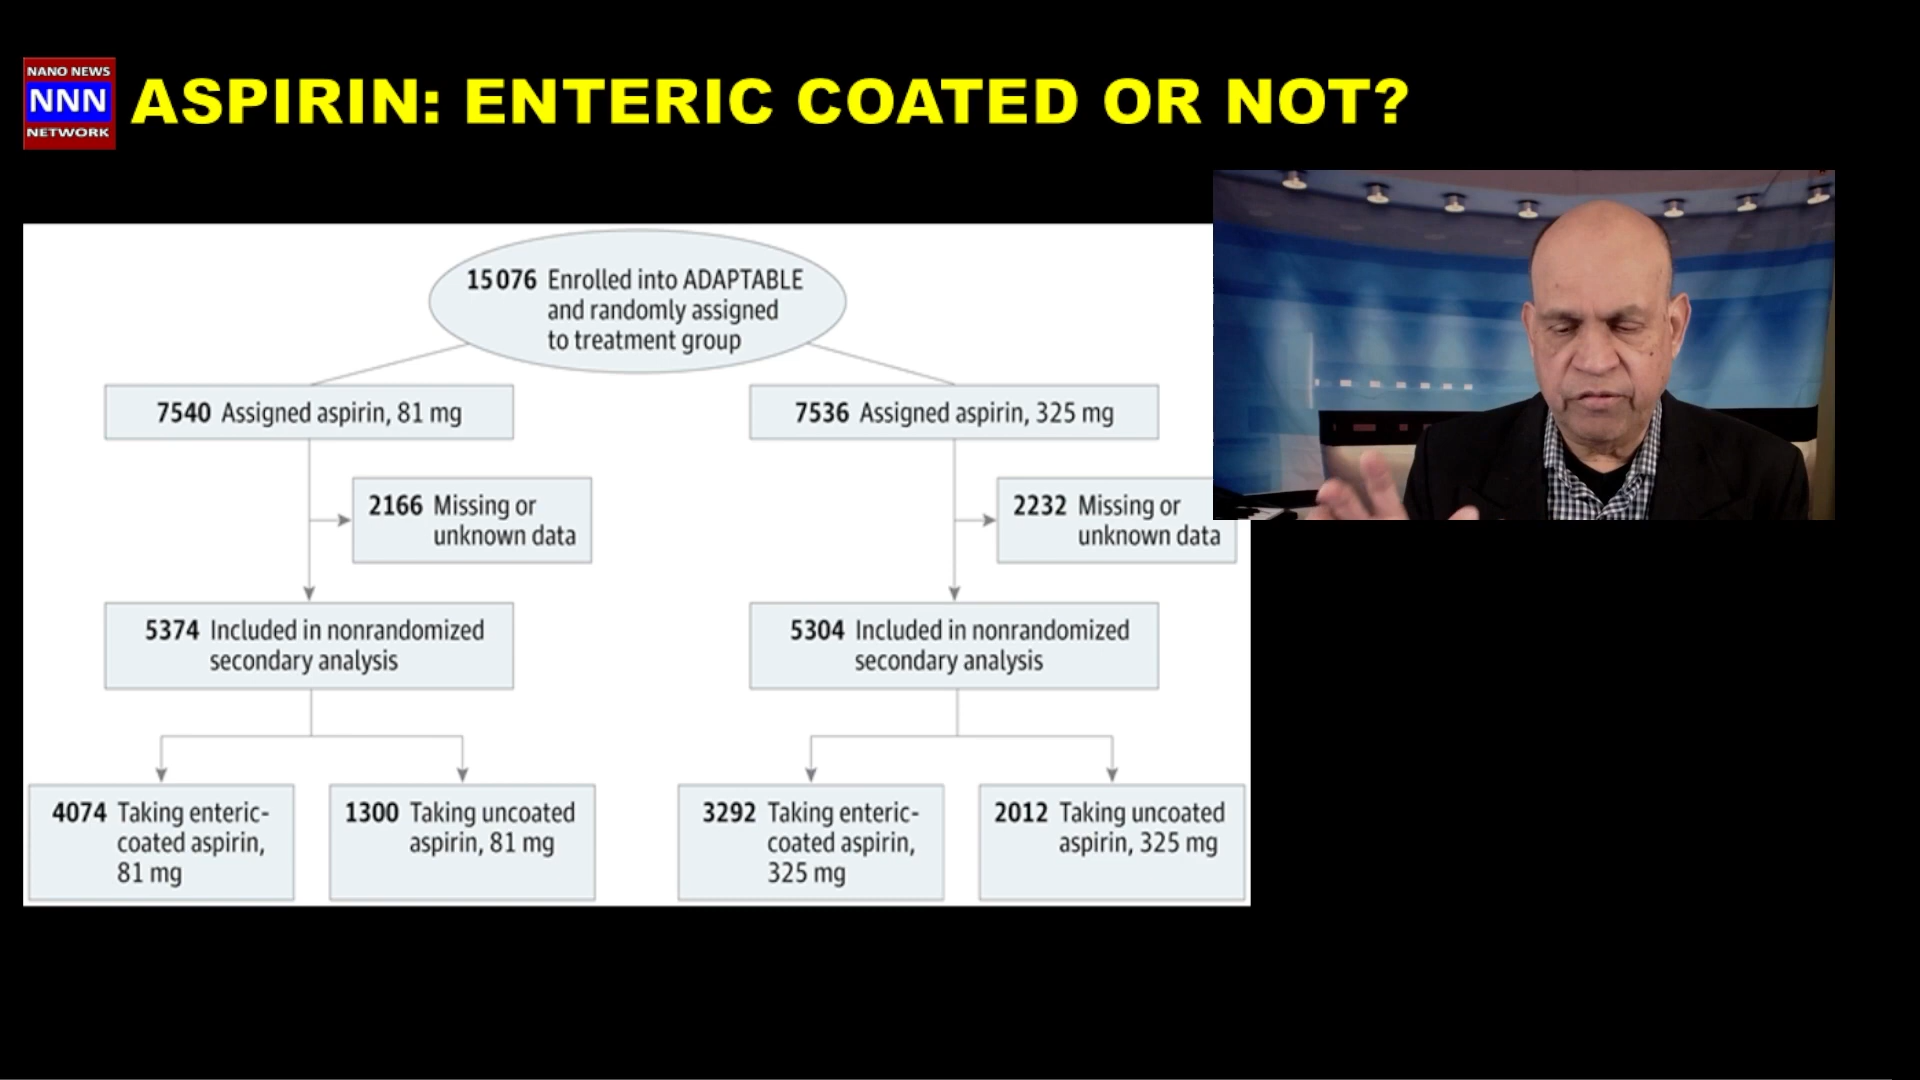 NANO NEWS
NNN
NETWORK
ASPIRIN: ENTERIC COATED OR NOT?
15076 Enrolled into ADAPTABLE
and randomly assigned
to treatment group
7540 Assigned aspirin, 81 mg
7536 Assigned aspirin, 325 mg
2166 Missing or
unknown data
2232 Missing or
unknown data
5374 Included in nonrandomized
secondary analysis
5304 Included in nonrandomized
secondary analysis
4074 Taking enteric-
coated aspirin,
81 mg
1300 Taking uncoated
aspirin, 81 mg
3292 Taking enteric-
coated aspirin,
325 mg
2012 Taking uncoated
aspirin, 325 mg